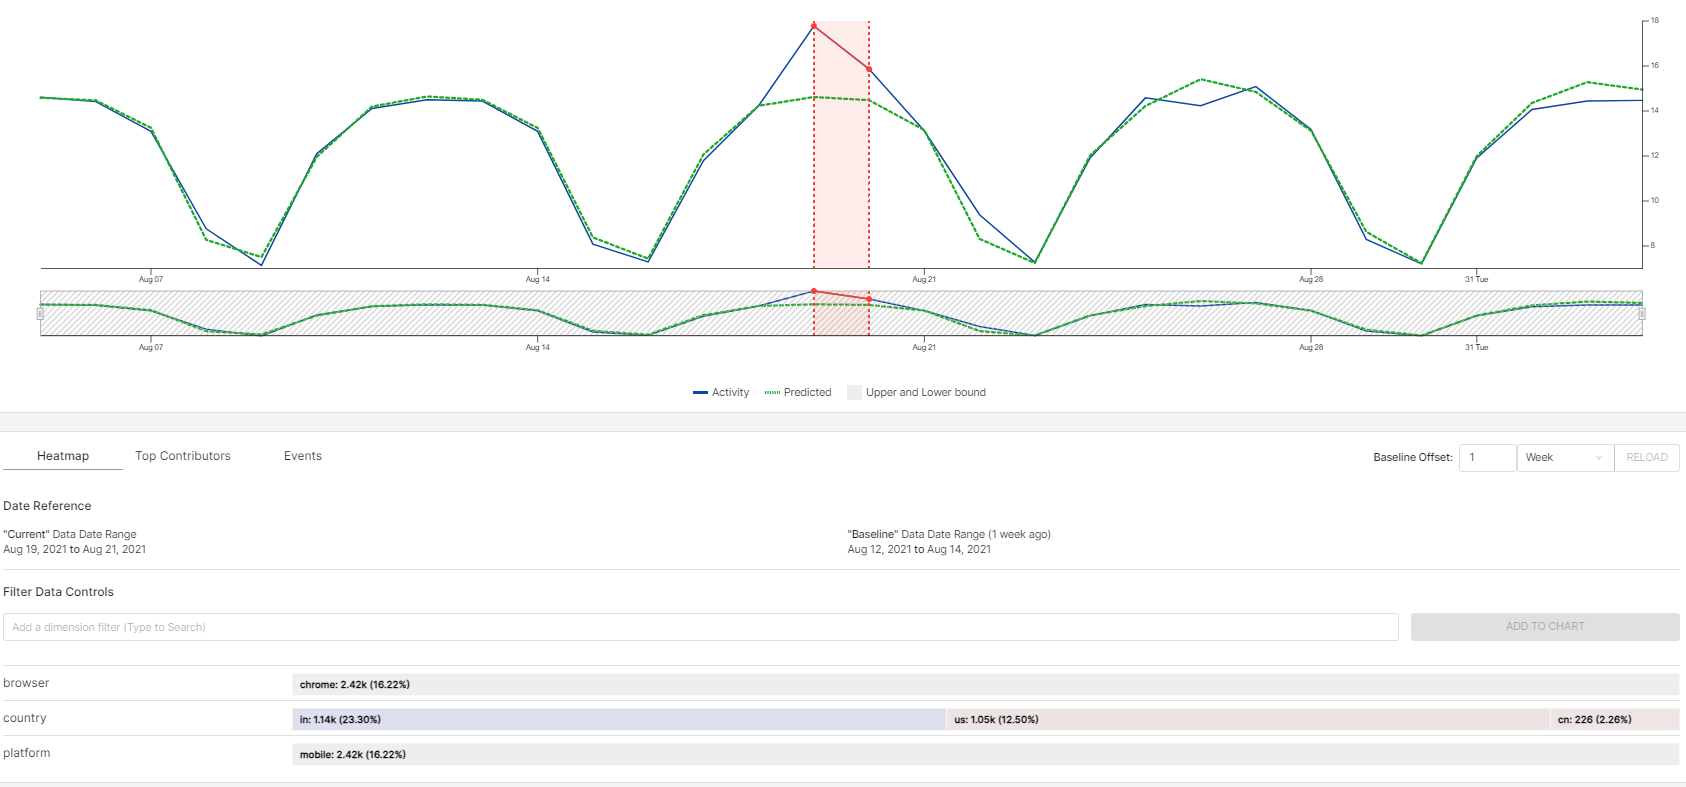 18
16
14
12
10
8
Aug 07 Aug 14 Aug 21 Aug 28 31 Tue
Aug 07 Aug 14 Aug 21 Aug 28 31 Tue
Activity Predicted Upper and Lower bound
Heatmap Top Contributors Events Baseline Offset: 1 Week RELOAD
Date Reference
"Current" Data Date Range "Baseline" Data Date Range (1 week ago)
Aug 19, 2021 to Aug 21, 2021 Aug 12, 2021 to Aug 14, 2021
Filter Data Controls
Add a dimension filter (Type to Search) ADD TO CHART
browser chrome: 2.42k (16.22%)
country in: 1.14k (23.30%) us: 1.05k (12.50%) cn: 226 (2.26%)
platform mobile: 2.42k (16.22%)